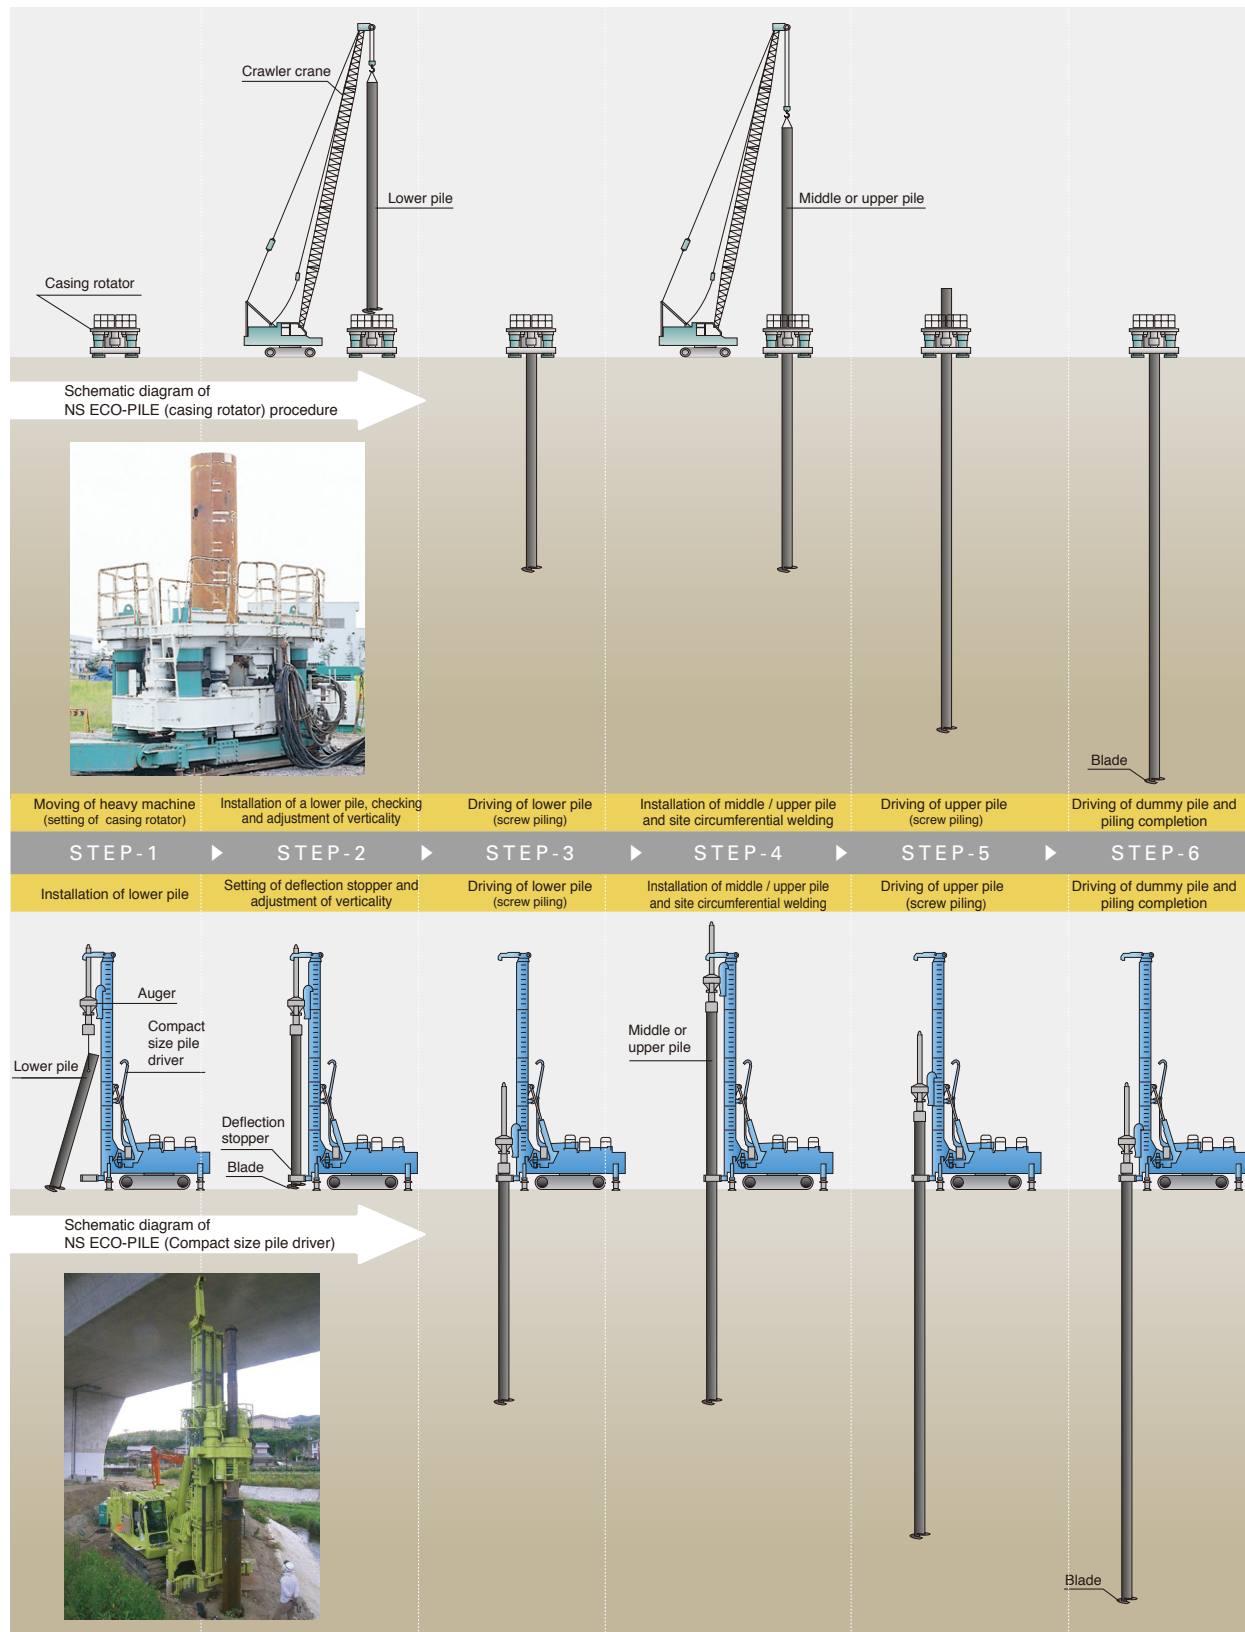 Crawler crane
Lower pile
Middle or upper pile
Casing rotator
Schematic diagram of
NS ECO-PILE (casing rotator) procedure
Blade
Moving of heavy machine
(setting of casing rotator)
Installation of a lower pile, checking
and adjustment of verticality
Driving of lower pile
(screw piling)
Installation of middle / upper pile
and site circumferential welding
Driving of upper pile
(screw piling)
Driving of dummy pile and
piling completion
STEP-1
STEP-2
STEP-3
STEP-4
STEP-5
STEP-6
Installation of lower pile
Setting of deflection stopper and
adjustment of verticality
Driving of lower pile
(screw piling)
Installation of middle / upper pile
and site circumferential welding
Driving of upper pile
(screw piling)
Driving of dummy pile and
piling completion
Auger
Compact
size pile
driver
Lower pile
Deflection
stopper
Blade
Middle or
upper pile
Schematic diagram of
NS ECO-PILE (Compact size pile driver)
Blade